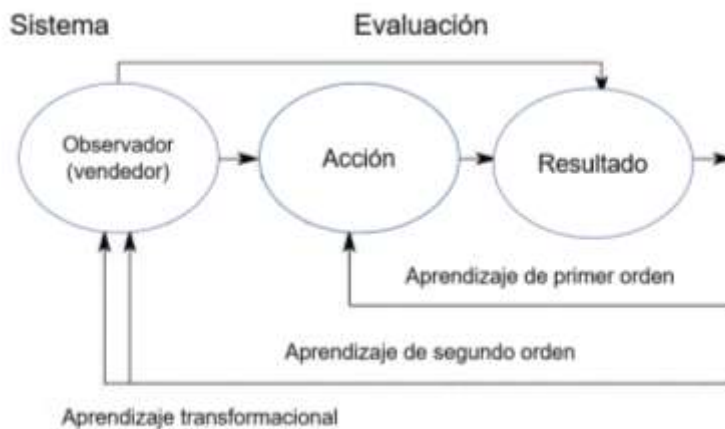 Sistema
Evaluación
Observador
(vendedor)
Acción
Resultado
Aprendizaje de primer orden
Aprendizaje de segundo orden
Aprendizaje transformacional